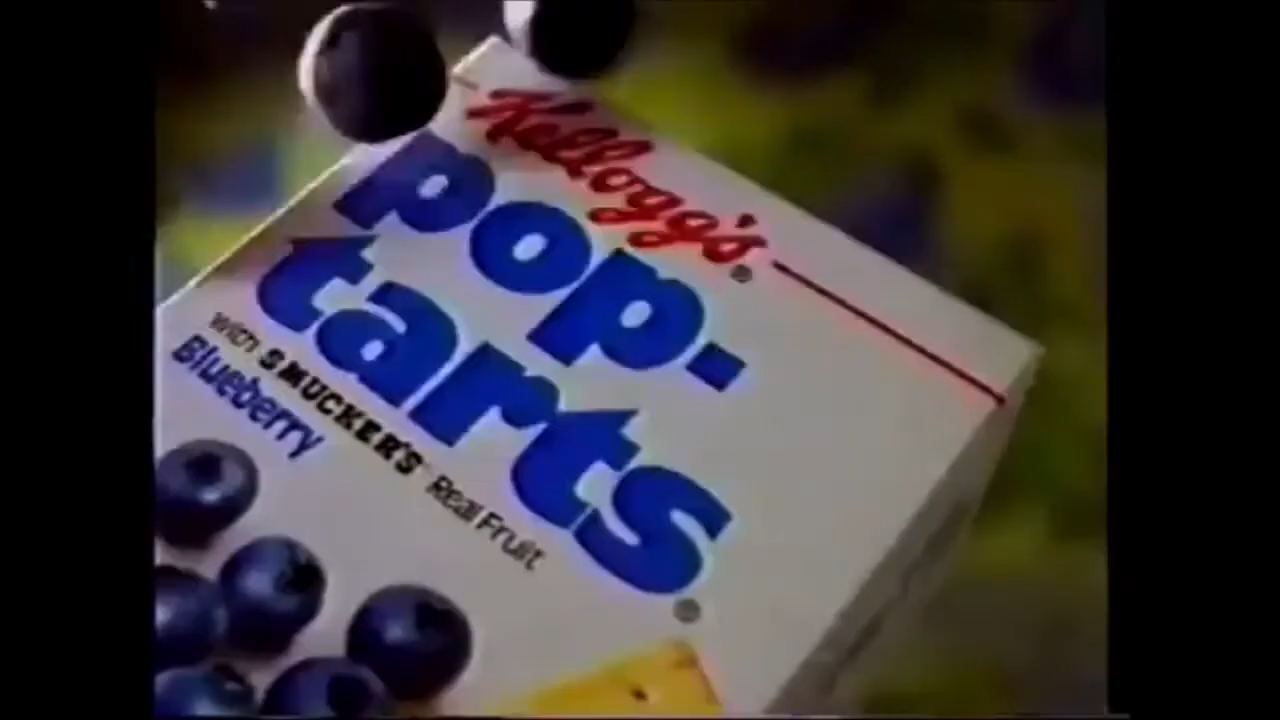 Kellogg's®
pop-
tarts®
with SMUCKER'S Real Fruit
Blueberry